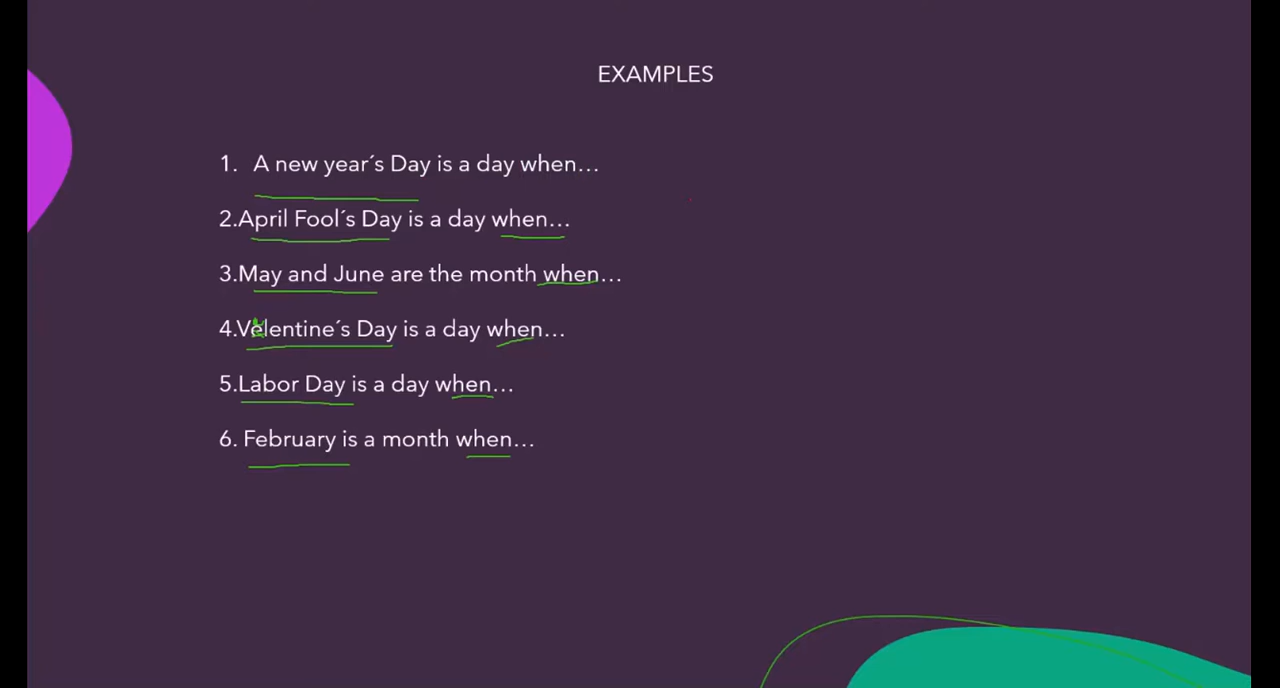 EXAMPLES
1. A new year´s Day is a day when…
2.April Fool´s Day is a day when…
3.May and June are the month when…
4.Velentine´s Day is a day when…
5.Labor Day is a day when…
6. February is a month when…